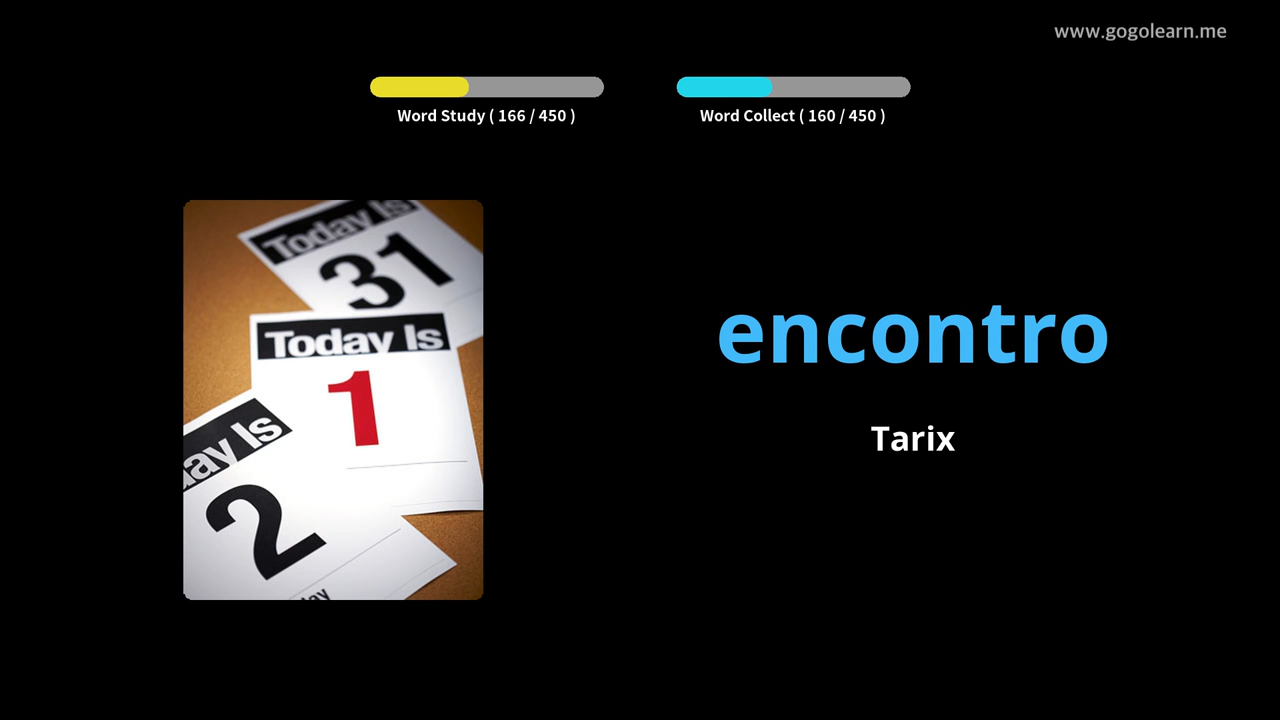 www.gogolearn.me
Word Study ( 166 / 450 )
Word Collect ( 160 / 450 )
Today Is
31
Today Is
1
day Is
2
encontro
Tarix